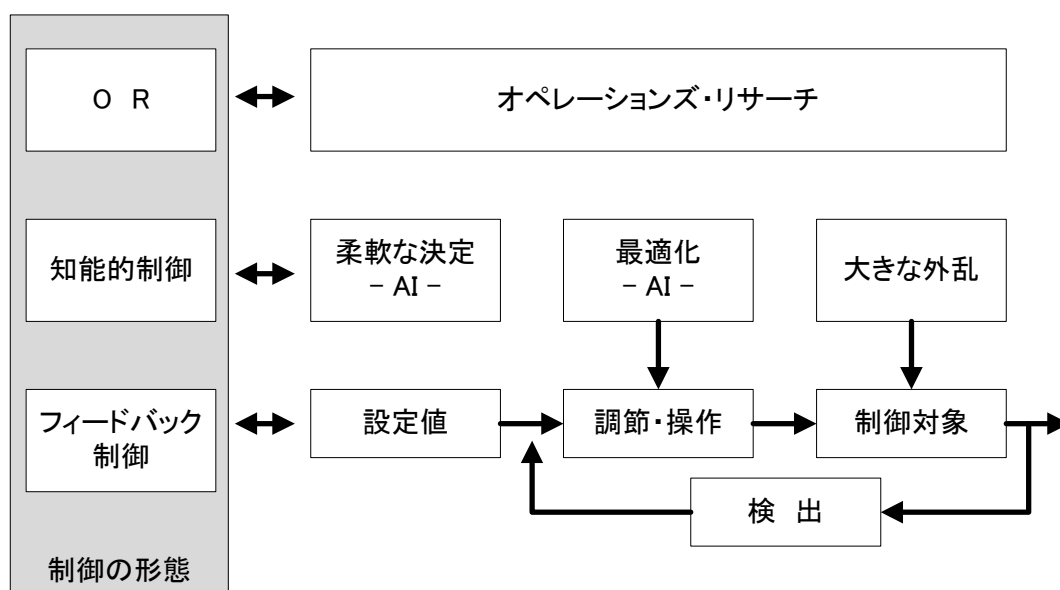 O R
オペレーションズ・リサーチ
知能的制御
柔軟な決定
- AI -
最適化
- AI -
大きな外乱
フィードバック
制御
設定値
調節・操作
制御対象
検 出
制御の形態